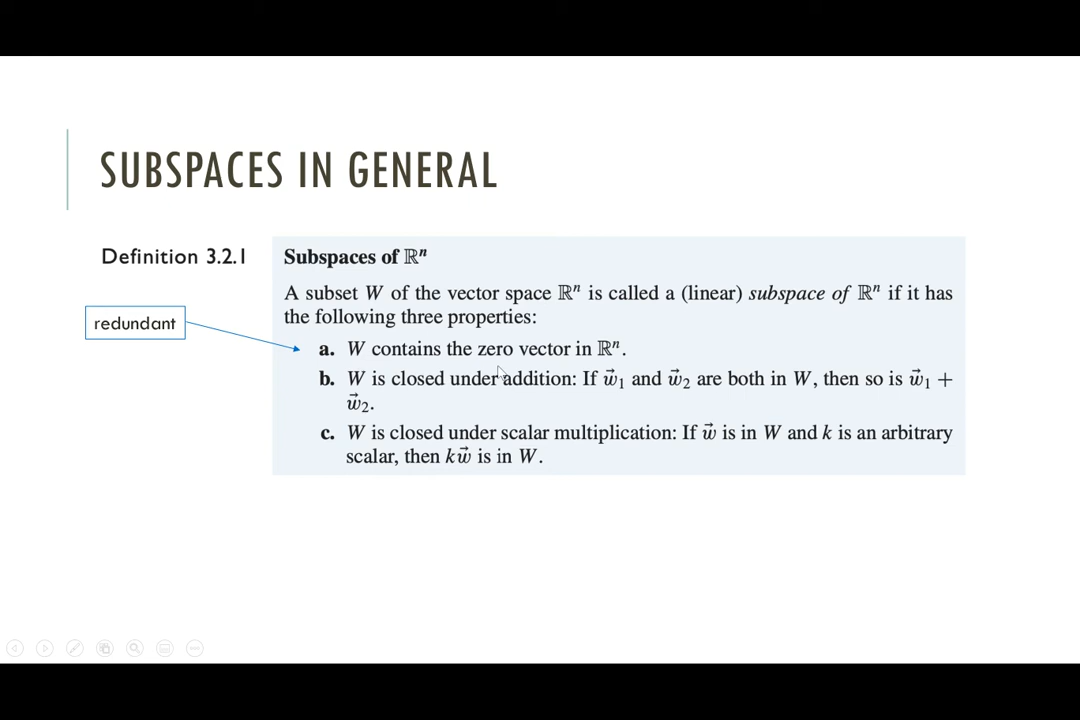 SUBSPACES IN GENERAL
Definition 3.2.1
Subspaces of ℝⁿ
A subset W of the vector space ℝⁿ is called a (linear) subspace of ℝⁿ if it has
the following three properties:
redundant
a. W contains the zero vector in ℝⁿ.
b. W is closed under addition: If w⃗₁ and w⃗₂ are both in W, then so is w⃗₁ +
w⃗₂.
c. W is closed under scalar multiplication: If w⃗ is in W and k is an arbitrary
scalar, then kw⃗ is in W.